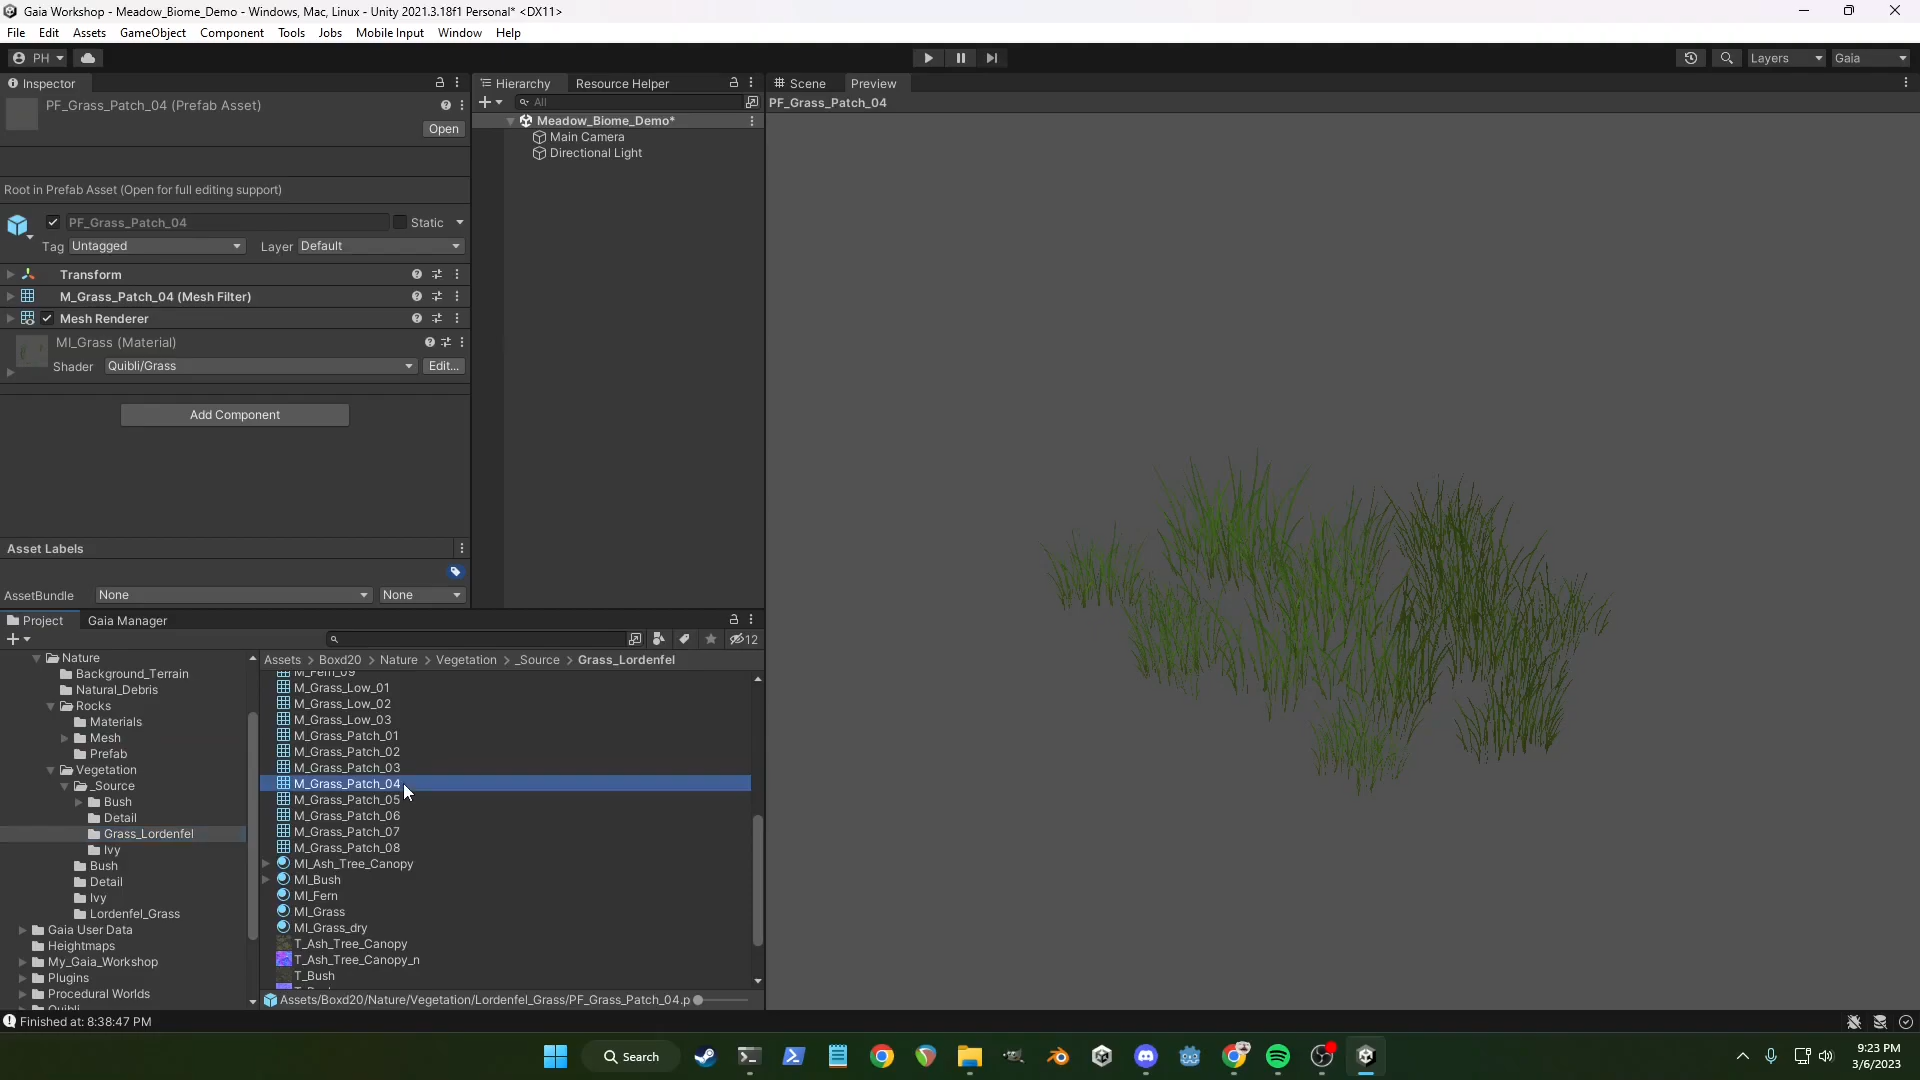 Gaia Workshop - Meadow_Biome_Demo - Windows, Mac, Linux - Unity 2021.3.18f1 Personal* <DX11>
File Edit Assets GameObject Component Tools Jobs Mobile Input Window Help
PH
Layers
Gaia
Inspector
PF_Grass_Patch_04 (Prefab Asset)
Open
Root in Prefab Asset (Open for full editing support)
PF_Grass_Patch_04
Static
Tag Untagged
Layer Default
Transform
M_Grass_Patch_04 (Mesh Filter)
Mesh Renderer
MI_Grass (Material)
Shader Quibli/Grass
Edit...
Add Component
Asset Labels
AssetBundle None None
Hierarchy
Resource Helper
All
Meadow_Biome_Demo*
Main Camera
Directional Light
Scene
Preview
PF_Grass_Patch_04
Project
Gaia Manager
12
Nature
Background_Terrain
Natural_Debris
Rocks
Materials
Mesh
Prefab
Vegetation
_Source
Bush
Detail
Grass_Lordenfel
Ivy
Bush
Detail
Ivy
Lordenfel_Grass
Gaia User Data
Heightmaps
My_Gaia_Workshop
Plugins
Procedural Worlds
Quibli
Assets > Boxd20 > Nature > Vegetation > _Source > Grass_Lordenfel
M_Fern_09
M_Grass_Low_01
M_Grass_Low_02
M_Grass_Low_03
M_Grass_Patch_01
M_Grass_Patch_02
M_Grass_Patch_03
M_Grass_Patch_04
M_Grass_Patch_05
M_Grass_Patch_06
M_Grass_Patch_07
M_Grass_Patch_08
MI_Ash_Tree_Canopy
MI_Bush
MI_Fern
MI_Grass
MI_Grass_dry
T_Ash_Tree_Canopy
T_Ash_Tree_Canopy_n
T_Bush
Assets/Boxd20/Nature/Vegetation/Lordenfel_Grass/PF_Grass_Patch_04.p
Finished at: 8:38:47 PM
Search
9:23 PM
3/6/2023